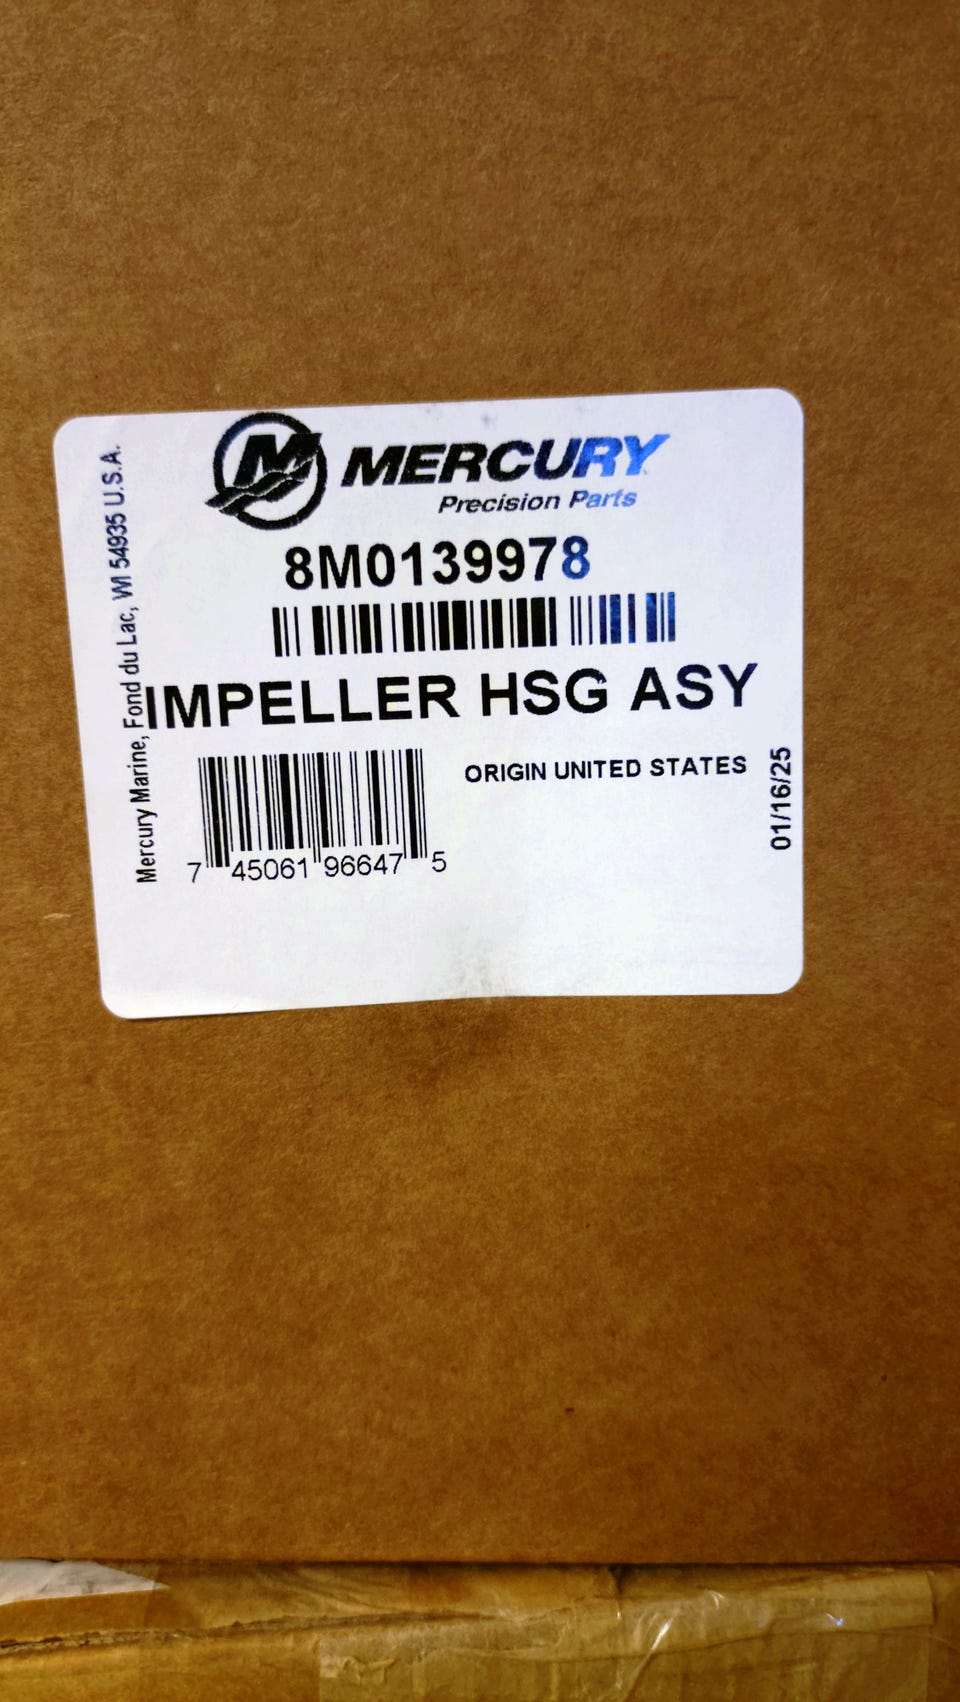 MERCURY
Precision Parts
8M0139978
IMPELLER HSG ASY
7 45061 96647 5
ORIGIN UNITED STATES
01/16/25
Mercury Marine, Fond du Lac, WI 54935 U.S.A.